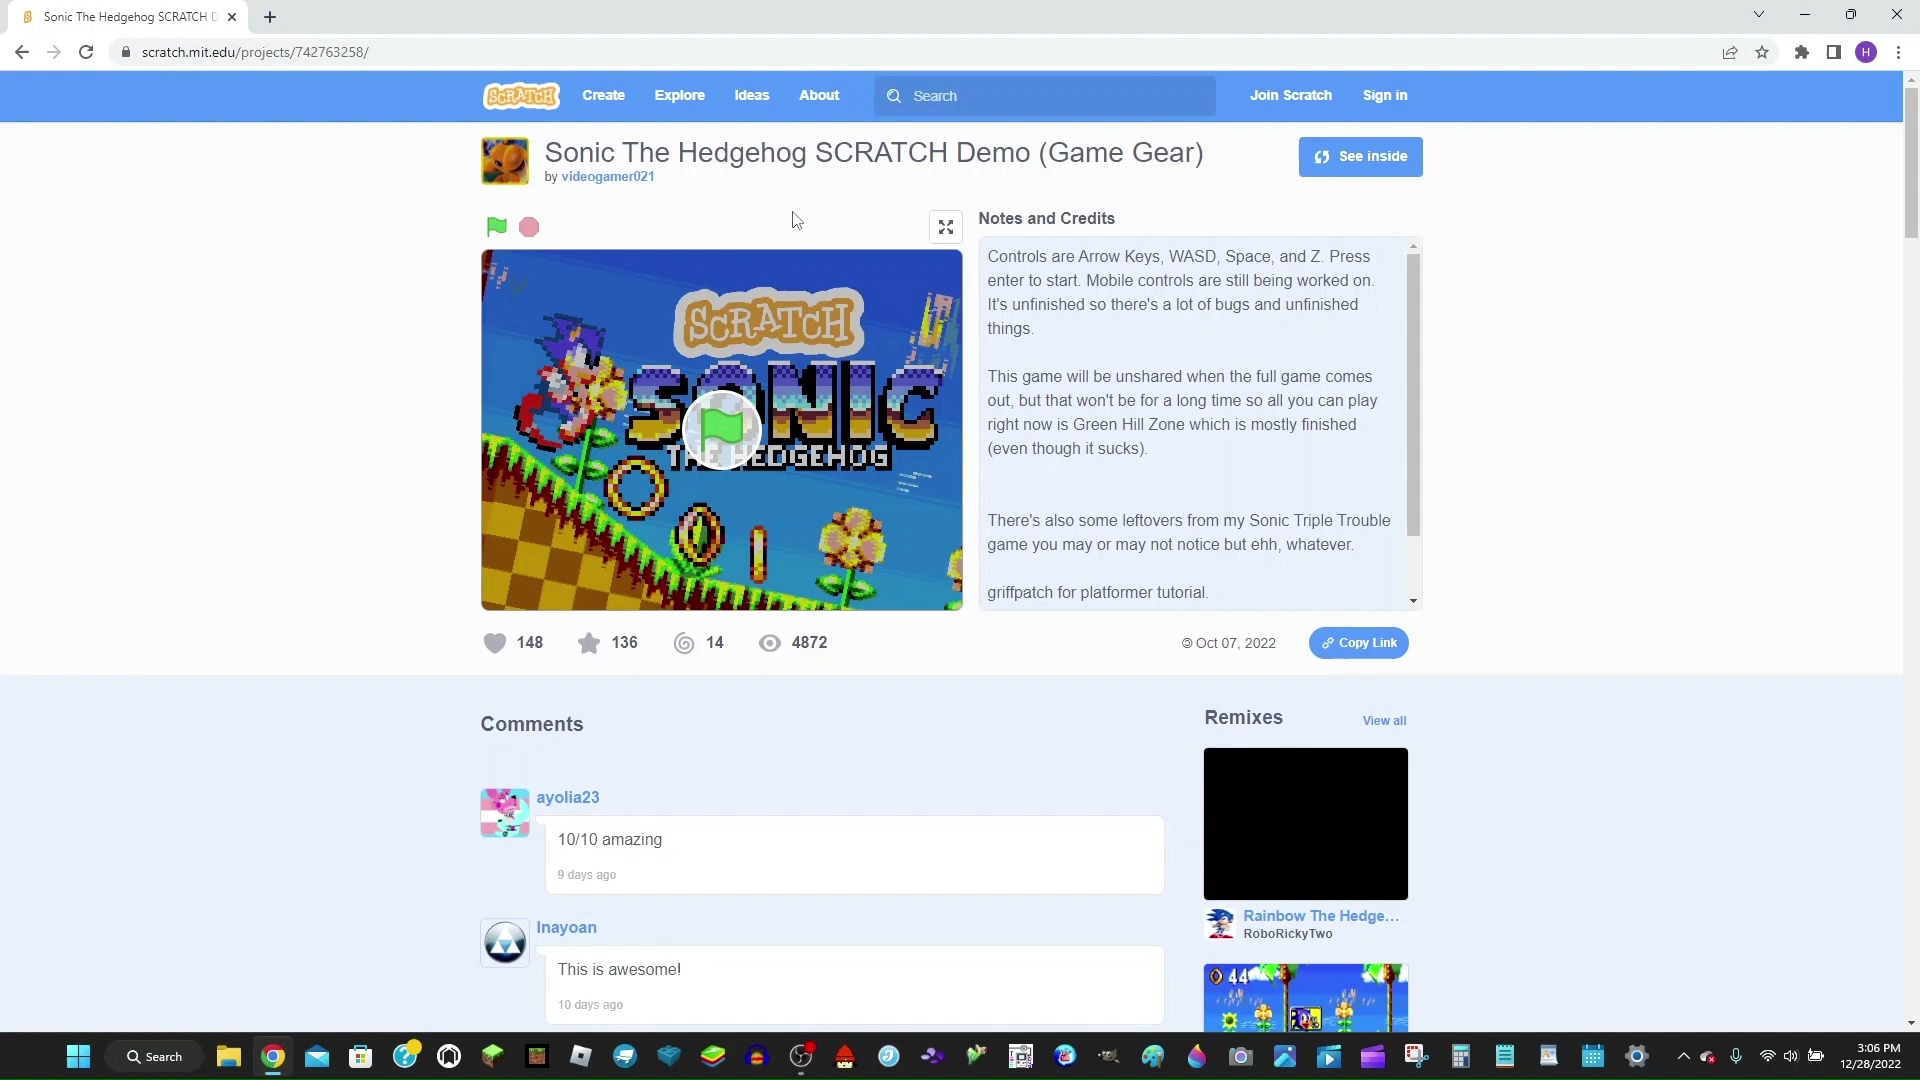 Sonic The Hedgehog SCRATCH D
scratch.mit.edu/projects/742763258/
H
SCRATCH
Create
Explore
Ideas
About
Search
Join Scratch
Sign in
Sonic The Hedgehog SCRATCH Demo (Game Gear)
by videogamer021
See inside
Notes and Credits
SCRATCH
SONIC
THE HEDGEHOG
Controls are Arrow Keys, WASD, Space, and Z. Press
enter to start. Mobile controls are still being worked on.
It's unfinished so there's a lot of bugs and unfinished
things.
This game will be unshared when the full game comes
out, but that won't be for a long time so all you can play
right now is Green Hill Zone which is mostly finished
(even though it sucks).
There's also some leftovers from my Sonic Triple Trouble
game you may or may not notice but ehh, whatever.
griffpatch for platformer tutorial.
148
136
14
4872
© Oct 07, 2022
Copy Link
Comments
ayolia23
10/10 amazing
9 days ago
Inayoan
This is awesome!
10 days ago
Remixes
View all
Rainbow The Hedge...
RoboRickyTwo
44
Search
3:06 PM
12/28/2022